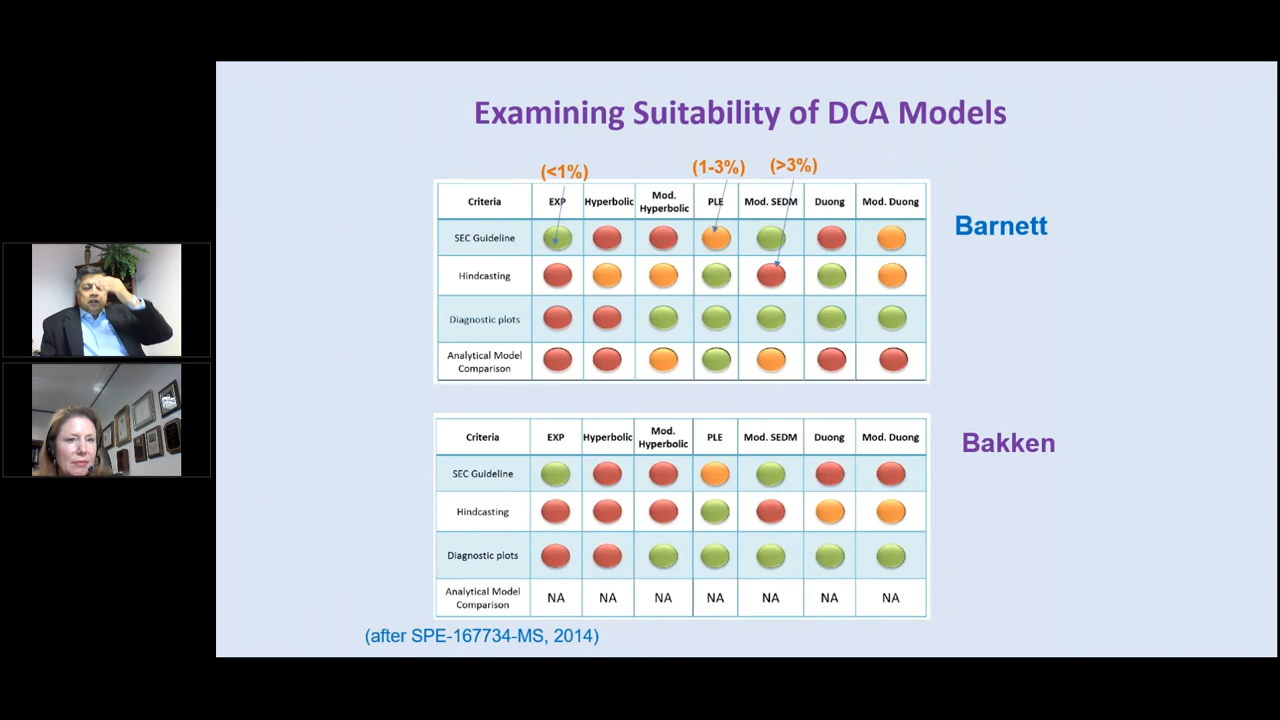 Examining Suitability of DCA Models
(<1%) (1-3%) (>3%)
Criteria EXP Hyperbolic Mod. Hyperbolic PLE Mod. SEDM Duong Mod. Duong
SEC Guideline
Hindcasting
Diagnostic plots
Analytical Model
Comparison
Barnett
Criteria EXP Hyperbolic Mod. Hyperbolic PLE Mod. SEDM Duong Mod. Duong
SEC Guideline
Hindcasting
Diagnostic plots
Analytical Model
Comparison
NA NA NA NA NA NA NA
Bakken
(after SPE-167734-MS, 2014)